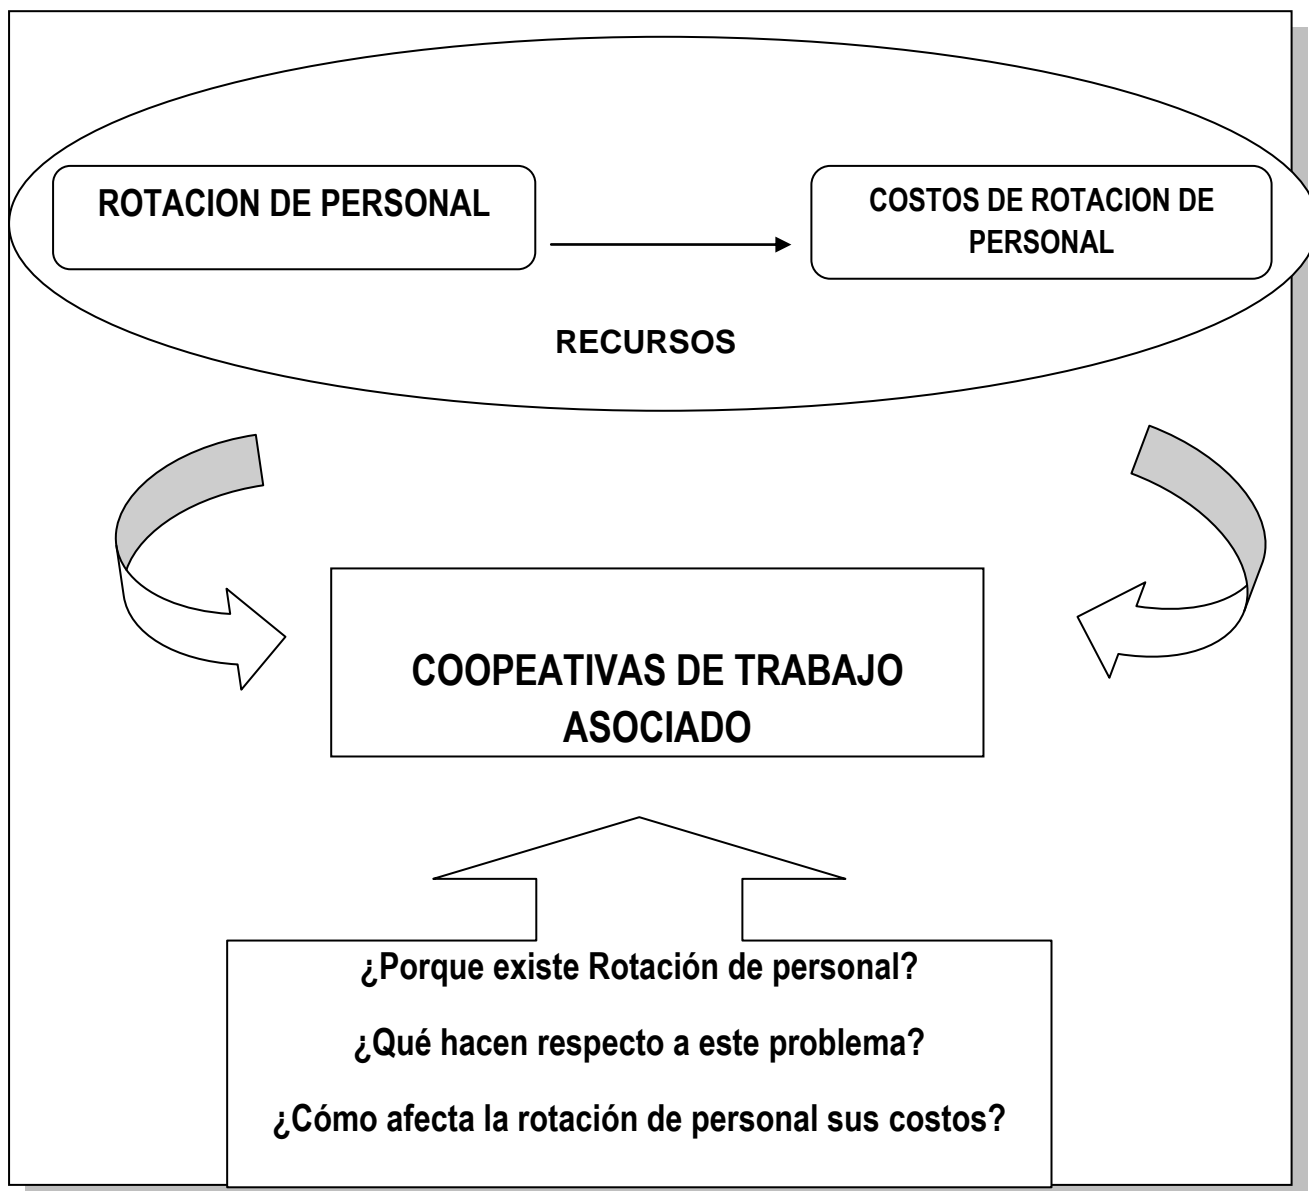 ROTACION DE PERSONAL
COSTOS DE ROTACION DE
PERSONAL
RECURSOS
COOPEATIVAS DE TRABAJO
ASOCIADO
¿Porque existe Rotación de personal?
¿Qué hacen respecto a este problema?
¿Cómo afecta la rotación de personal sus costos?